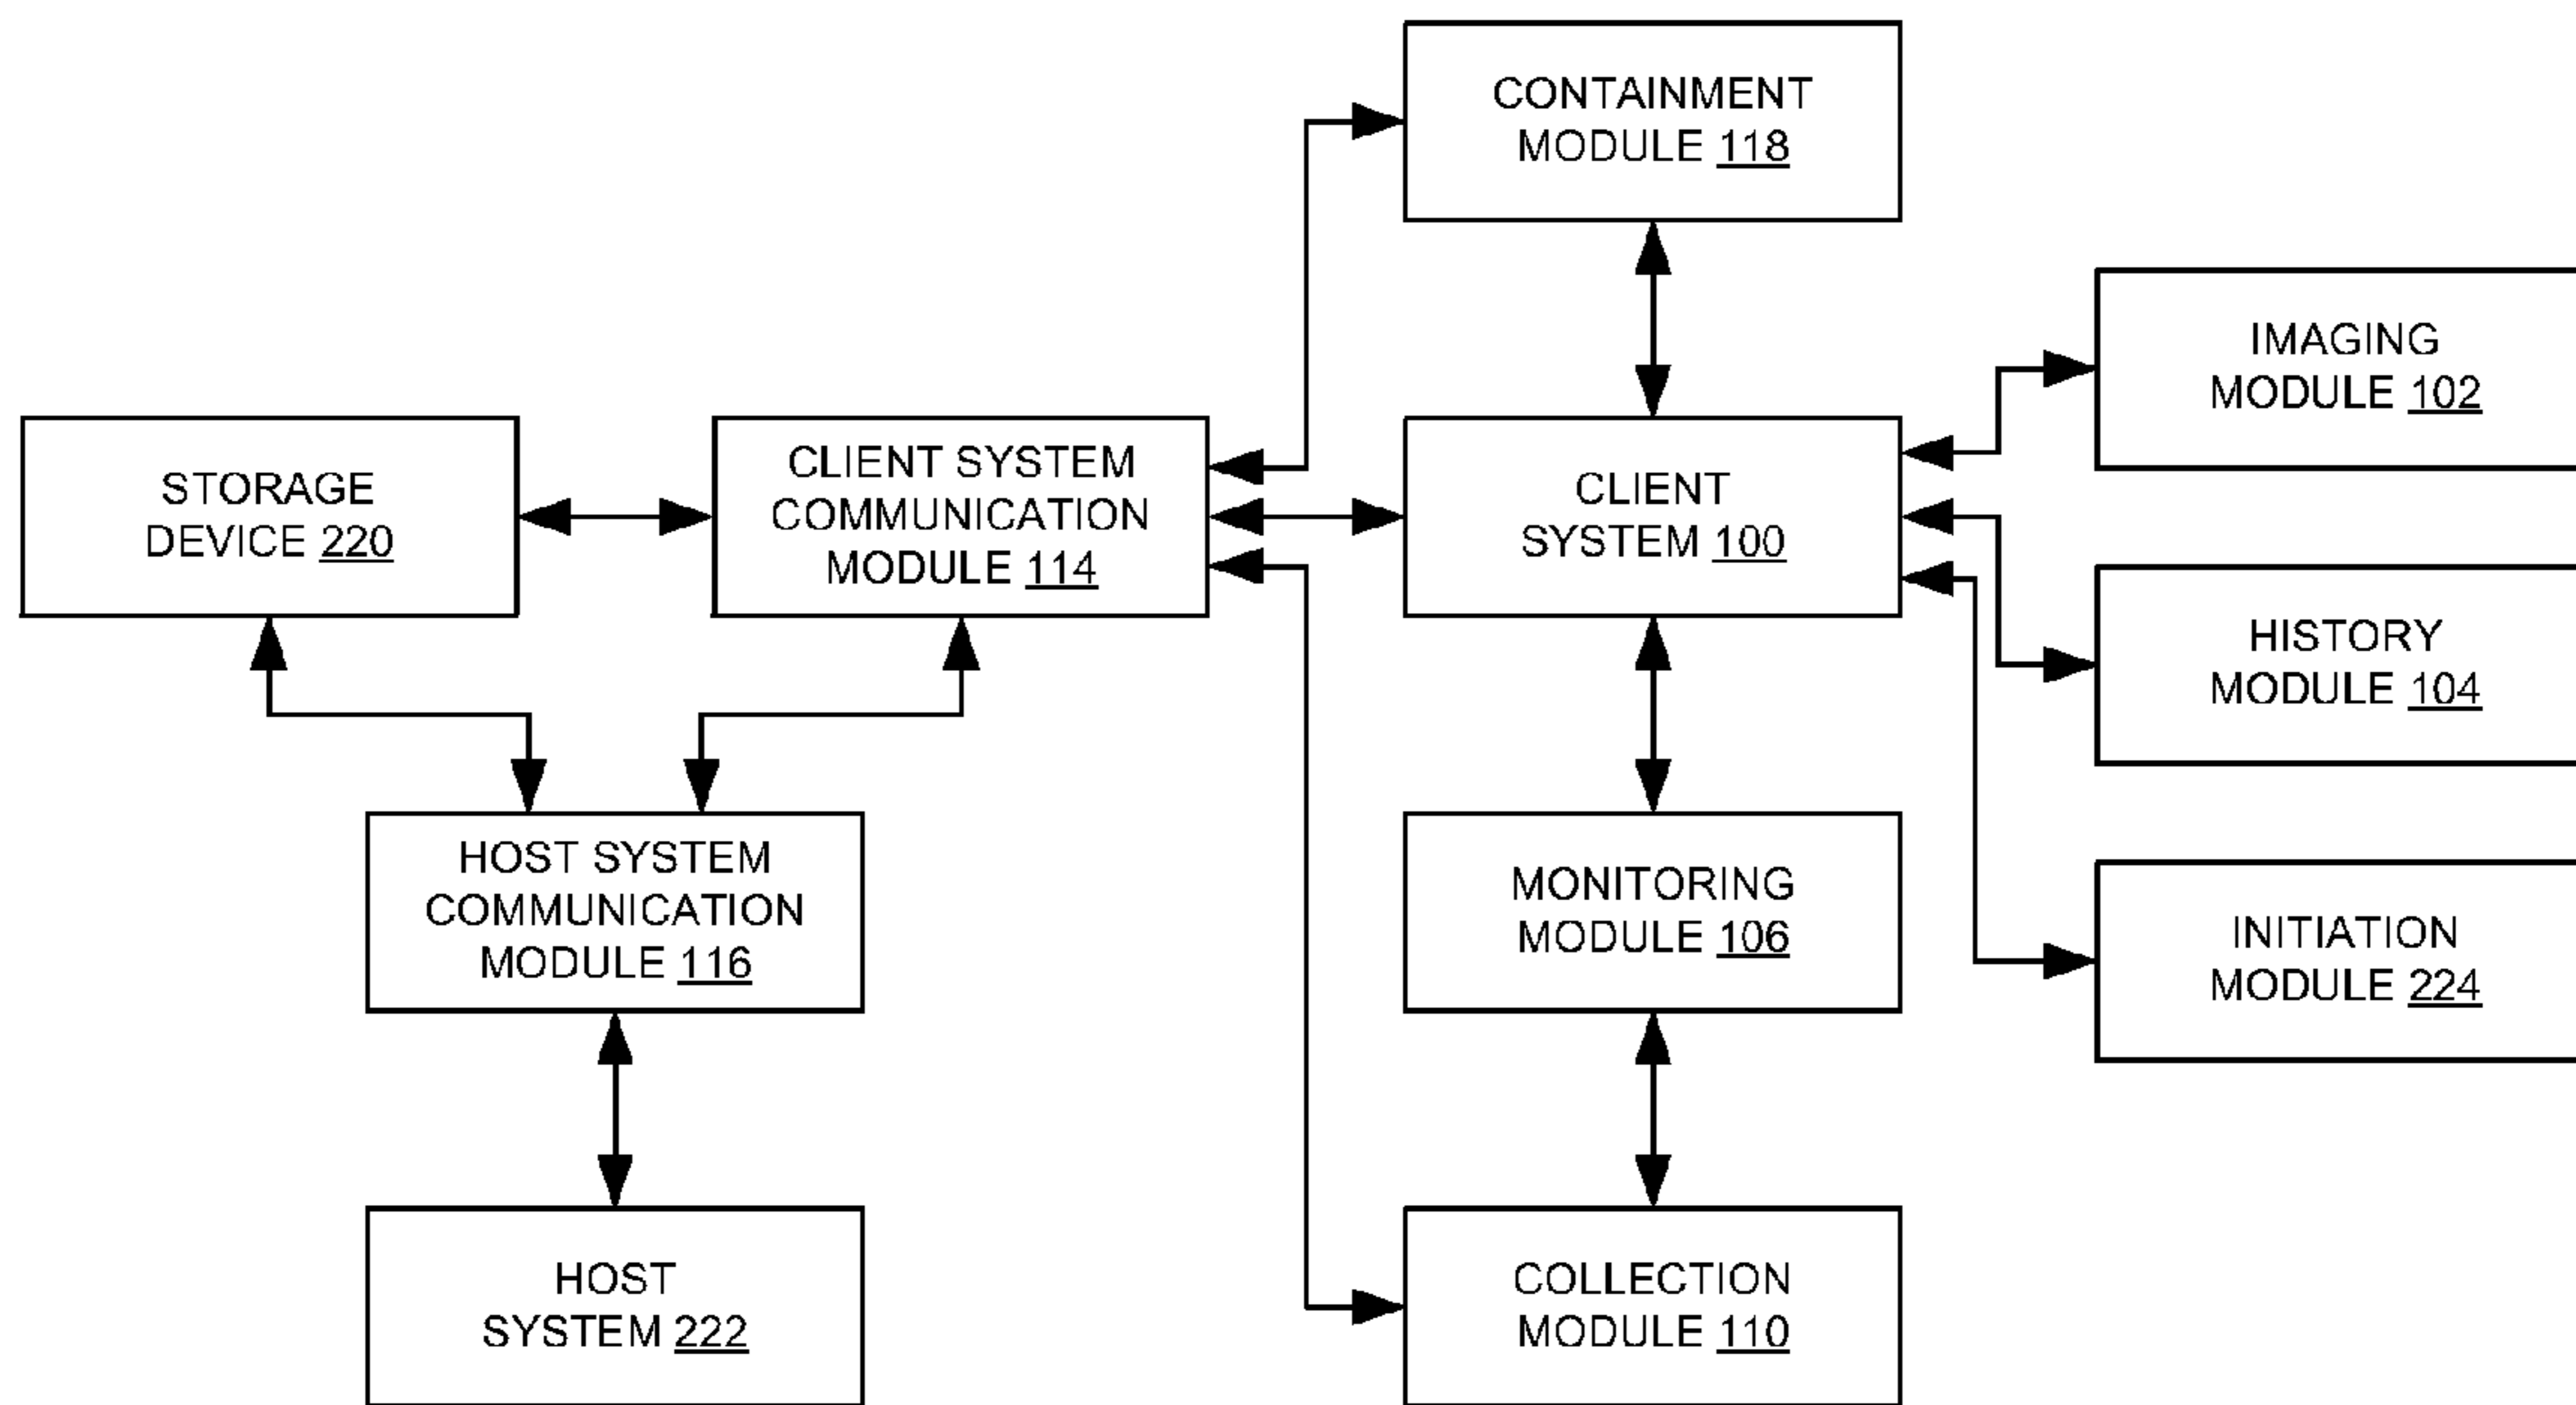 CONTAINMENT
MODULE 118
IMAGING
MODULE 102
STORAGE
DEVICE 220
CLIENT SYSTEM
COMMUNICATION
MODULE 114
CLIENT
SYSTEM 100
HISTORY
MODULE 104
HOST SYSTEM
COMMUNICATION
MODULE 116
MONITORING
MODULE 106
INITIATION
MODULE 224
HOST
SYSTEM 222
COLLECTION
MODULE 110